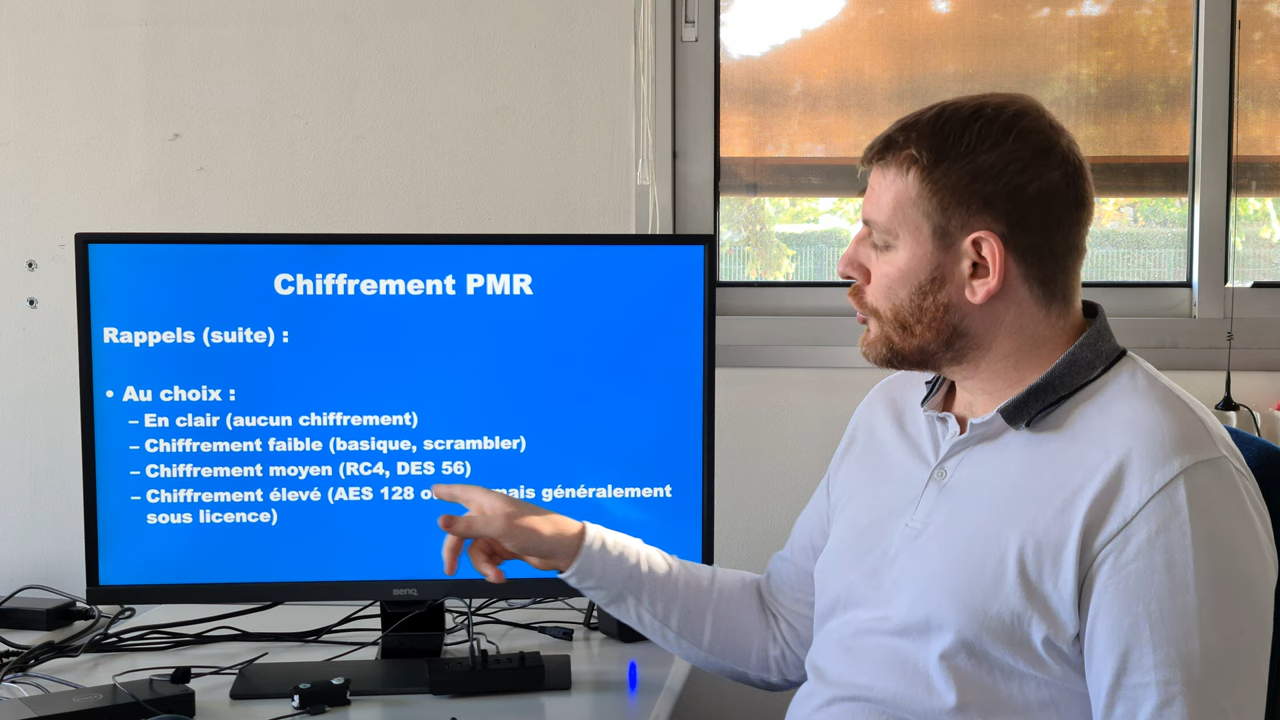 Chiffrement PMR
Rappels (suite) :
• Au choix :
– En clair (aucun chiffrement)
– Chiffrement faible (basique, scrambler)
– Chiffrement moyen (RC4, DES 56)
– Chiffrement élevé (AES 128 mais généralement
sous licence)
BenQ